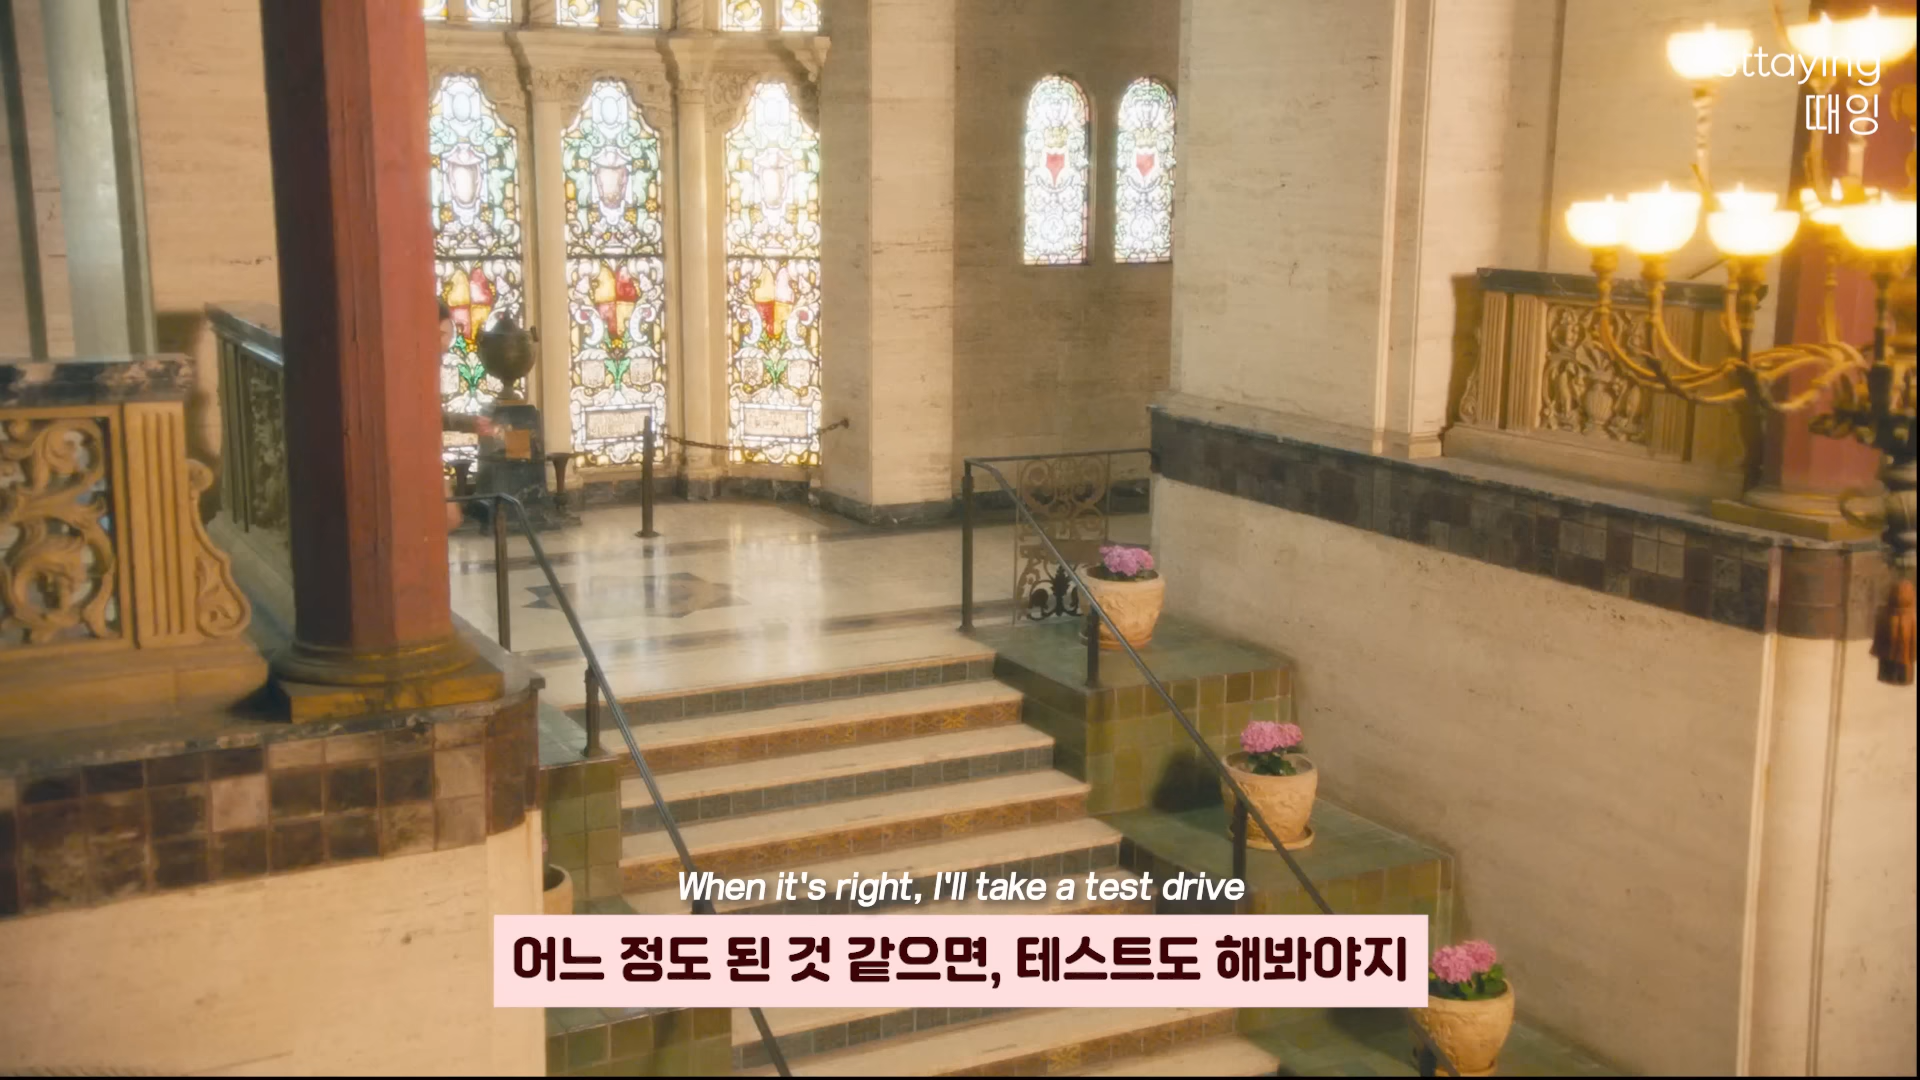 때잉
When it's right, I'll take a test drive
어느 정도 된 것 같으면, 테스트도 해봐야지